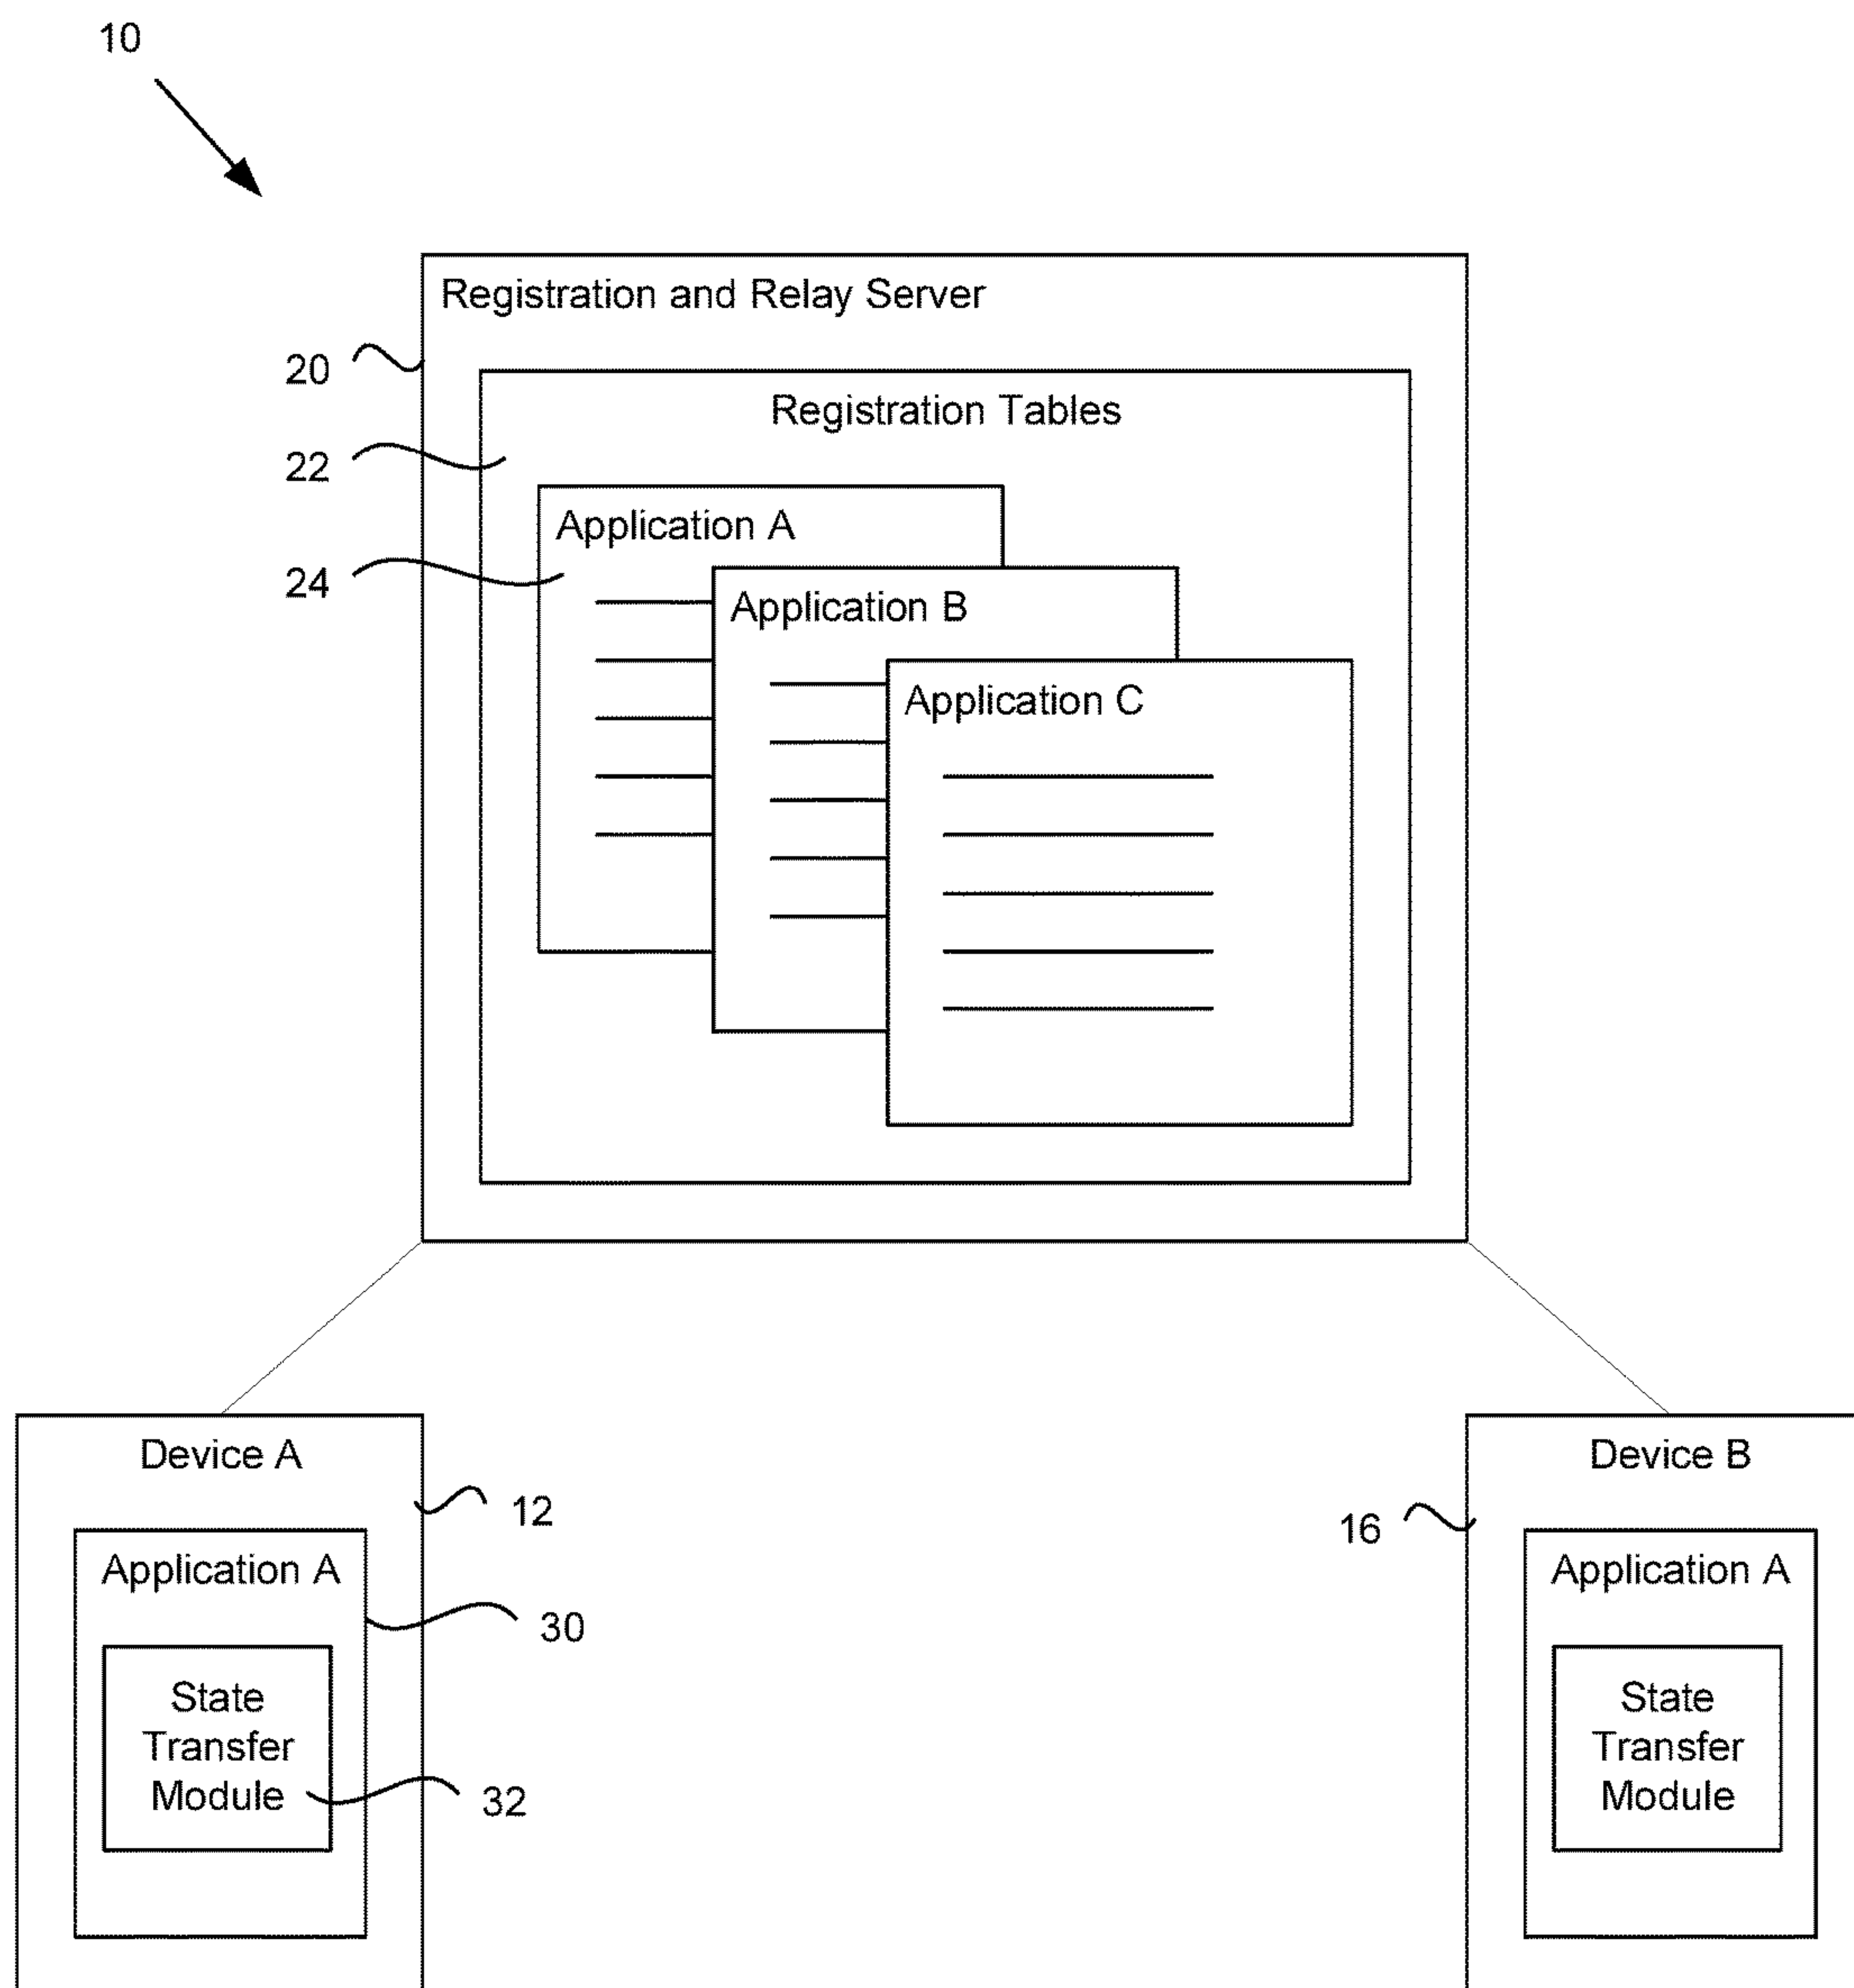 10
Registration and Relay Server
20
Registration Tables
22
Application A
24
Application B
Application C
Device A
12
Application A
30
State
Transfer
Module
32
Device B
16
Application A
State
Transfer
Module